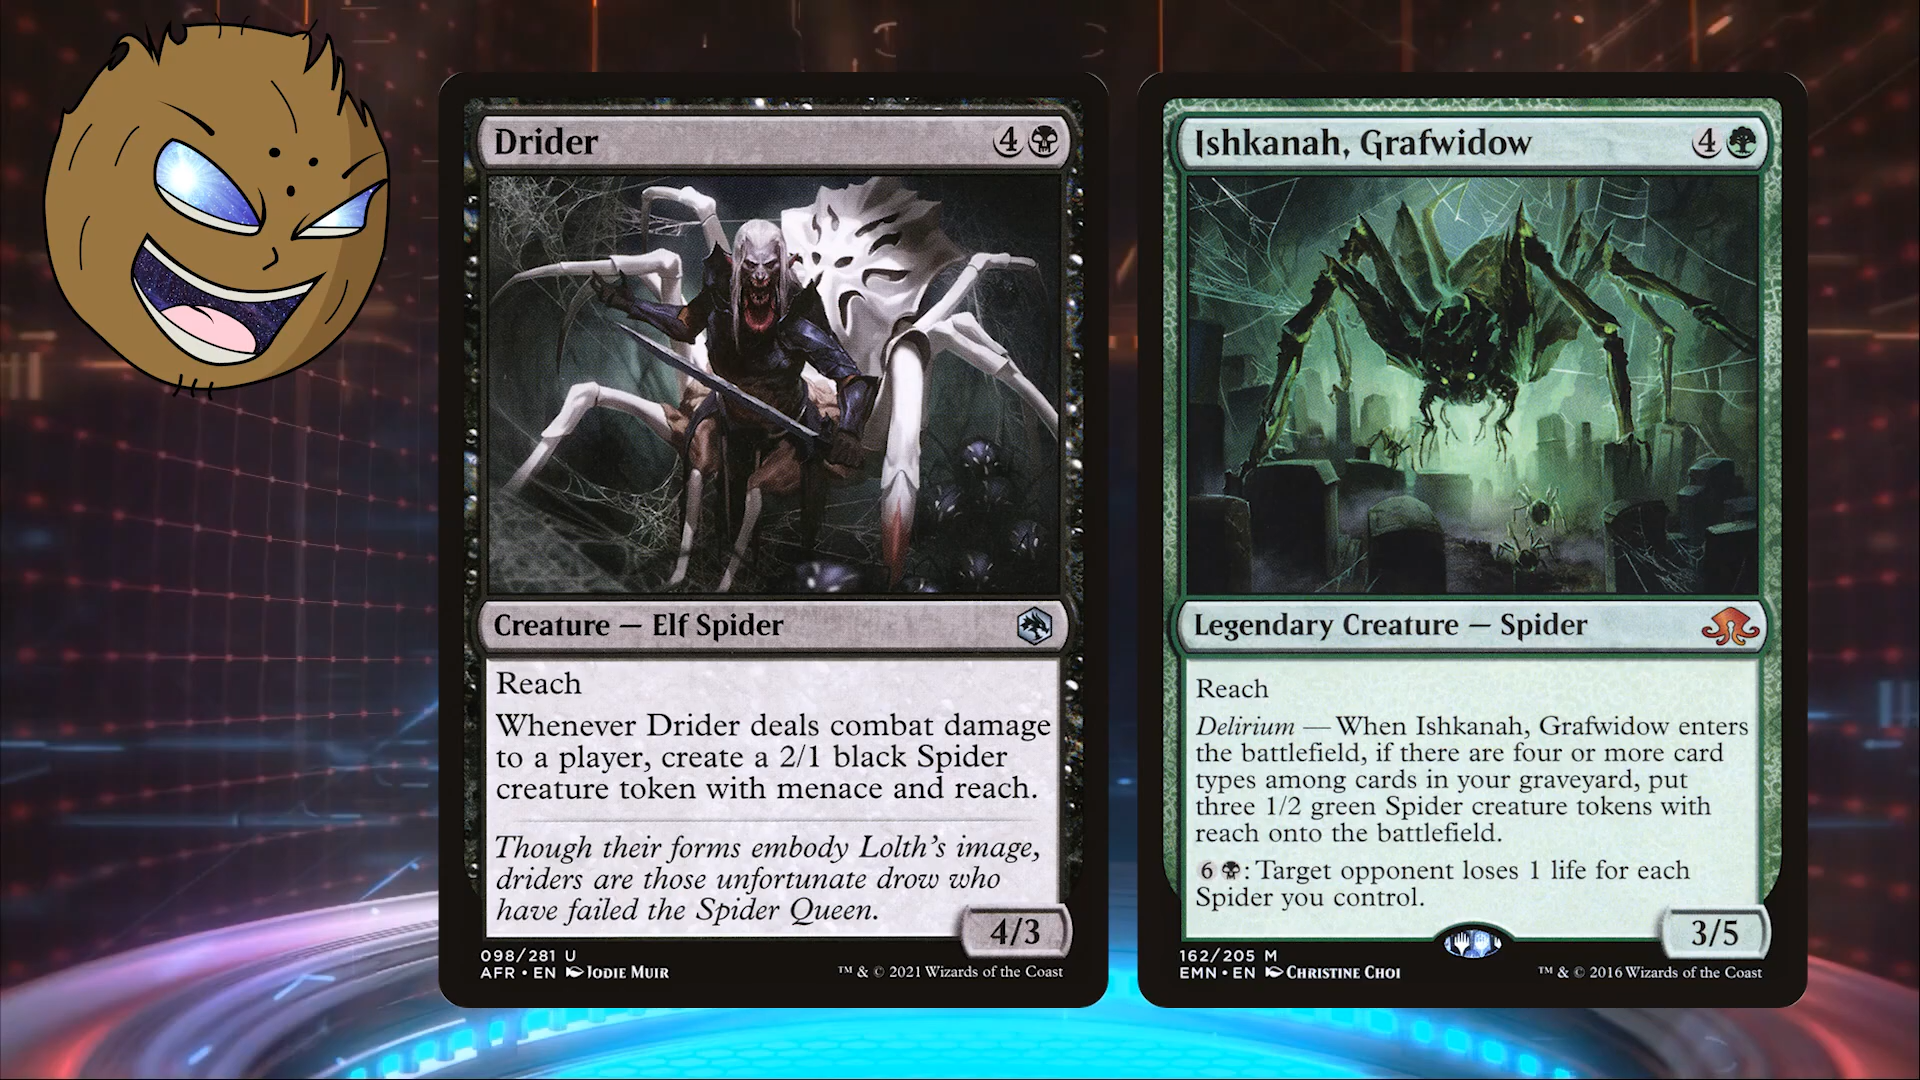 Drider 4
Creature — Elf Spider
Reach
Whenever Drider deals combat damage
to a player, create a 2/1 black Spider
creature token with menace and reach.
Though their forms embody Lolth's image,
driders are those unfortunate drow who
have failed the Spider Queen.
4/3
098/281 U
AFR • EN Jodie Muir
™ & © 2021 Wizards of the Coast
Ishkanah, Grafwidow 4
Legendary Creature — Spider
Reach
Delirium — When Ishkanah, Grafwidow enters
the battlefield, if there are four or more card
types among cards in your graveyard, put
three 1/2 green Spider creature tokens with
reach onto the battlefield.
6: Target opponent loses 1 life for each
Spider you control.
3/5
162/205 M
EMN • EN Christine Choi
™ & © 2016 Wizards of the Coast